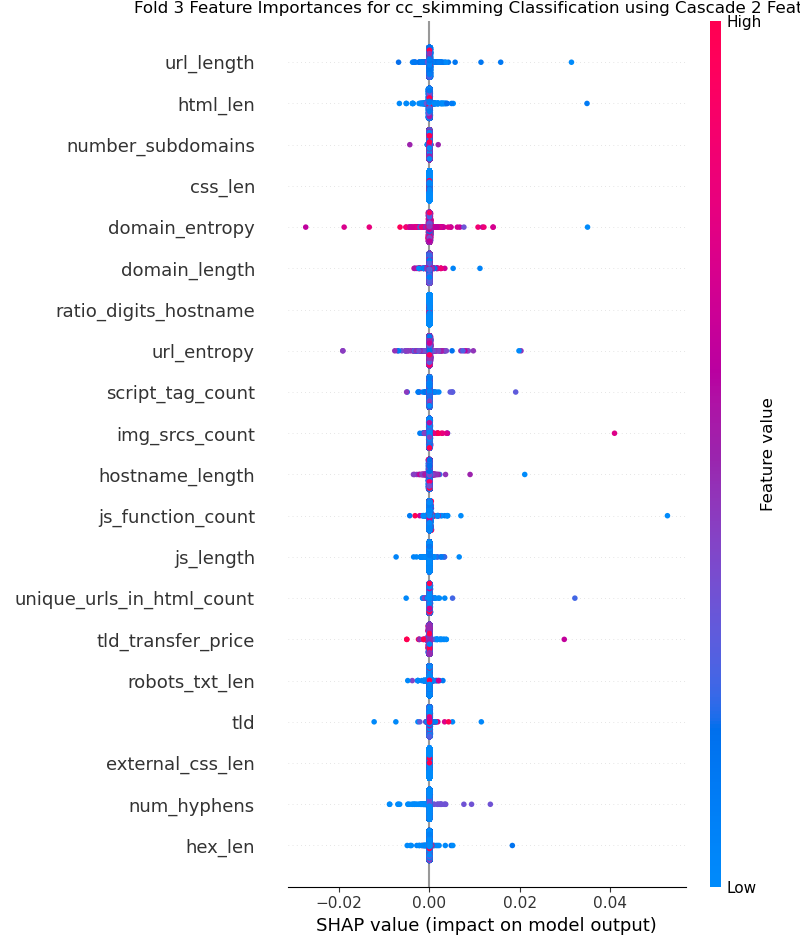 Fold 3 Feature Importances for cc_skimming Classification using Cascade 2 Feat
High
url_length
html_len
number_subdomains
css_len
domain_entropy
domain_length
ratio_digits_hostname
url_entropy
script_tag_count
img_srcs_count
hostname_length
js_function_count
js_length
unique_urls_in_html_count
tld_transfer_price
robots_txt_len
tld
external_css_len
num_hyphens
hex_len
Feature value
Low
−0.02 0.00 0.02 0.04
SHAP value (impact on model output)